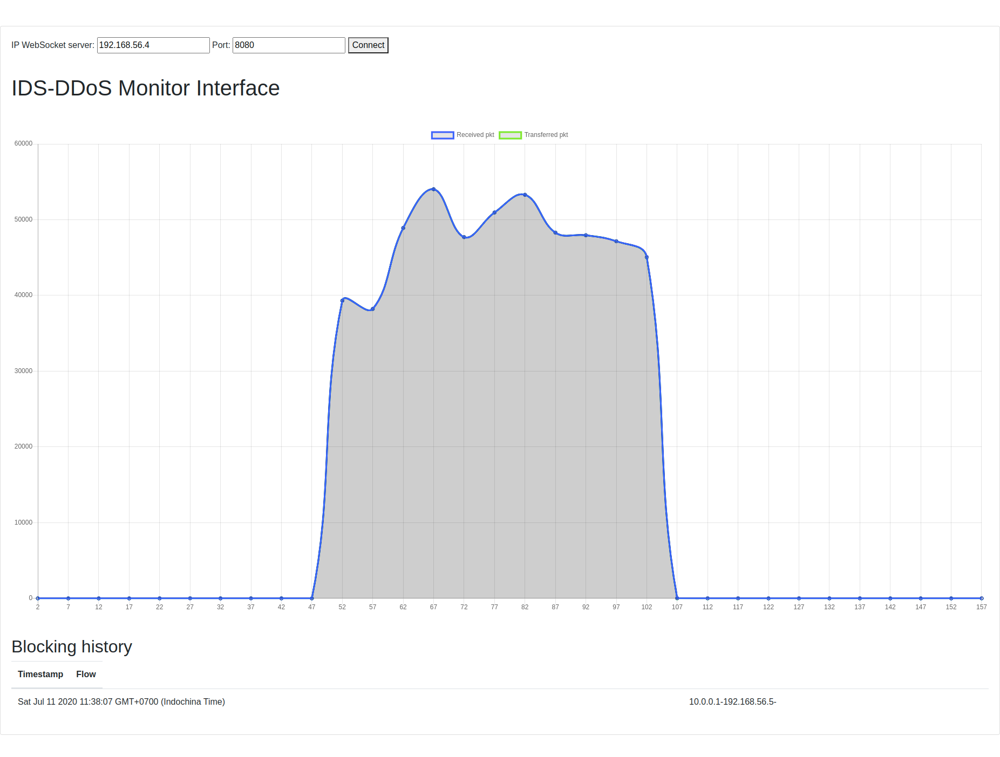 IP WebSocket server: 192.168.56.4 Port: 8080 Connect
IDS-DDoS Monitor Interface
Received pkt Transferred pkt
60000
50000
40000
30000
20000
10000
0
2 7 12 17 22 27 32 37 42 47 52 57 62 67 72 77 82 87 92 97 102 107 112 117 122 127 132 137 142 147 152 157
Blocking history
Timestamp Flow
Sat Jul 11 2020 11:38:07 GMT+0700 (Indochina Time) 10.0.0.1-192.168.56.5-